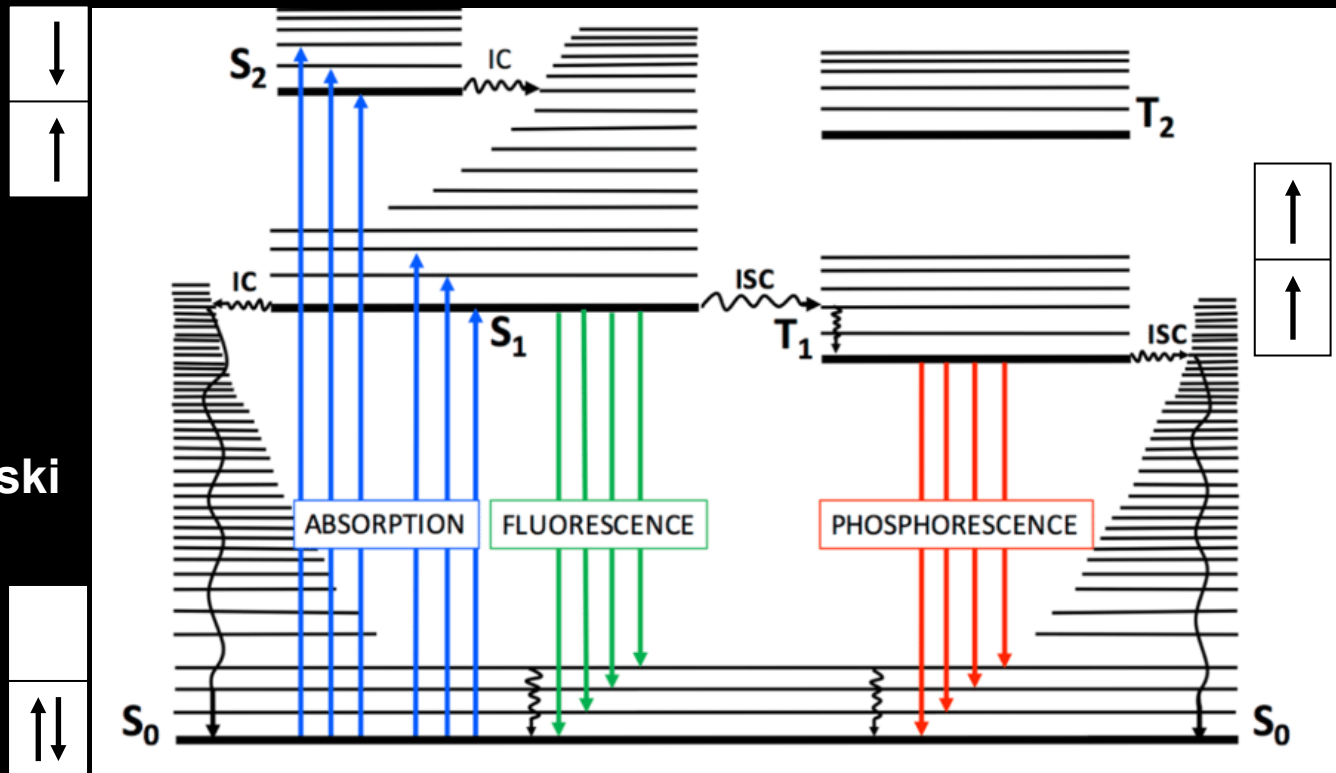 S2
IC
T2
IC
ISC
S1
T1
ISC
ski
ABSORPTION
FLUORESCENCE
PHOSPHORESCENCE
S0
S0